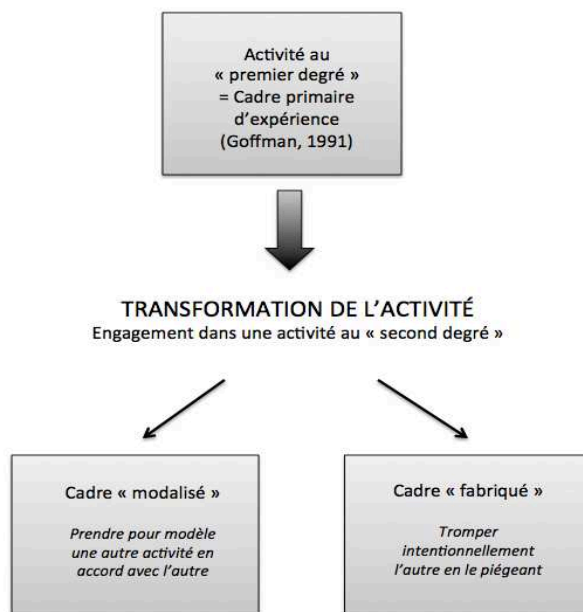 Activité au
« premier degré »
= Cadre primaire
d’expérience
(Goffman, 1991)
TRANSFORMATION DE L’ACTIVITÉ
Engagement dans une activité au « second degré »
Cadre « modalisé »
Prendre pour modèle
une autre activité en
accord avec l’autre
Cadre « fabriqué »
Tromper
intentionnellement
l’autre en le piégeant